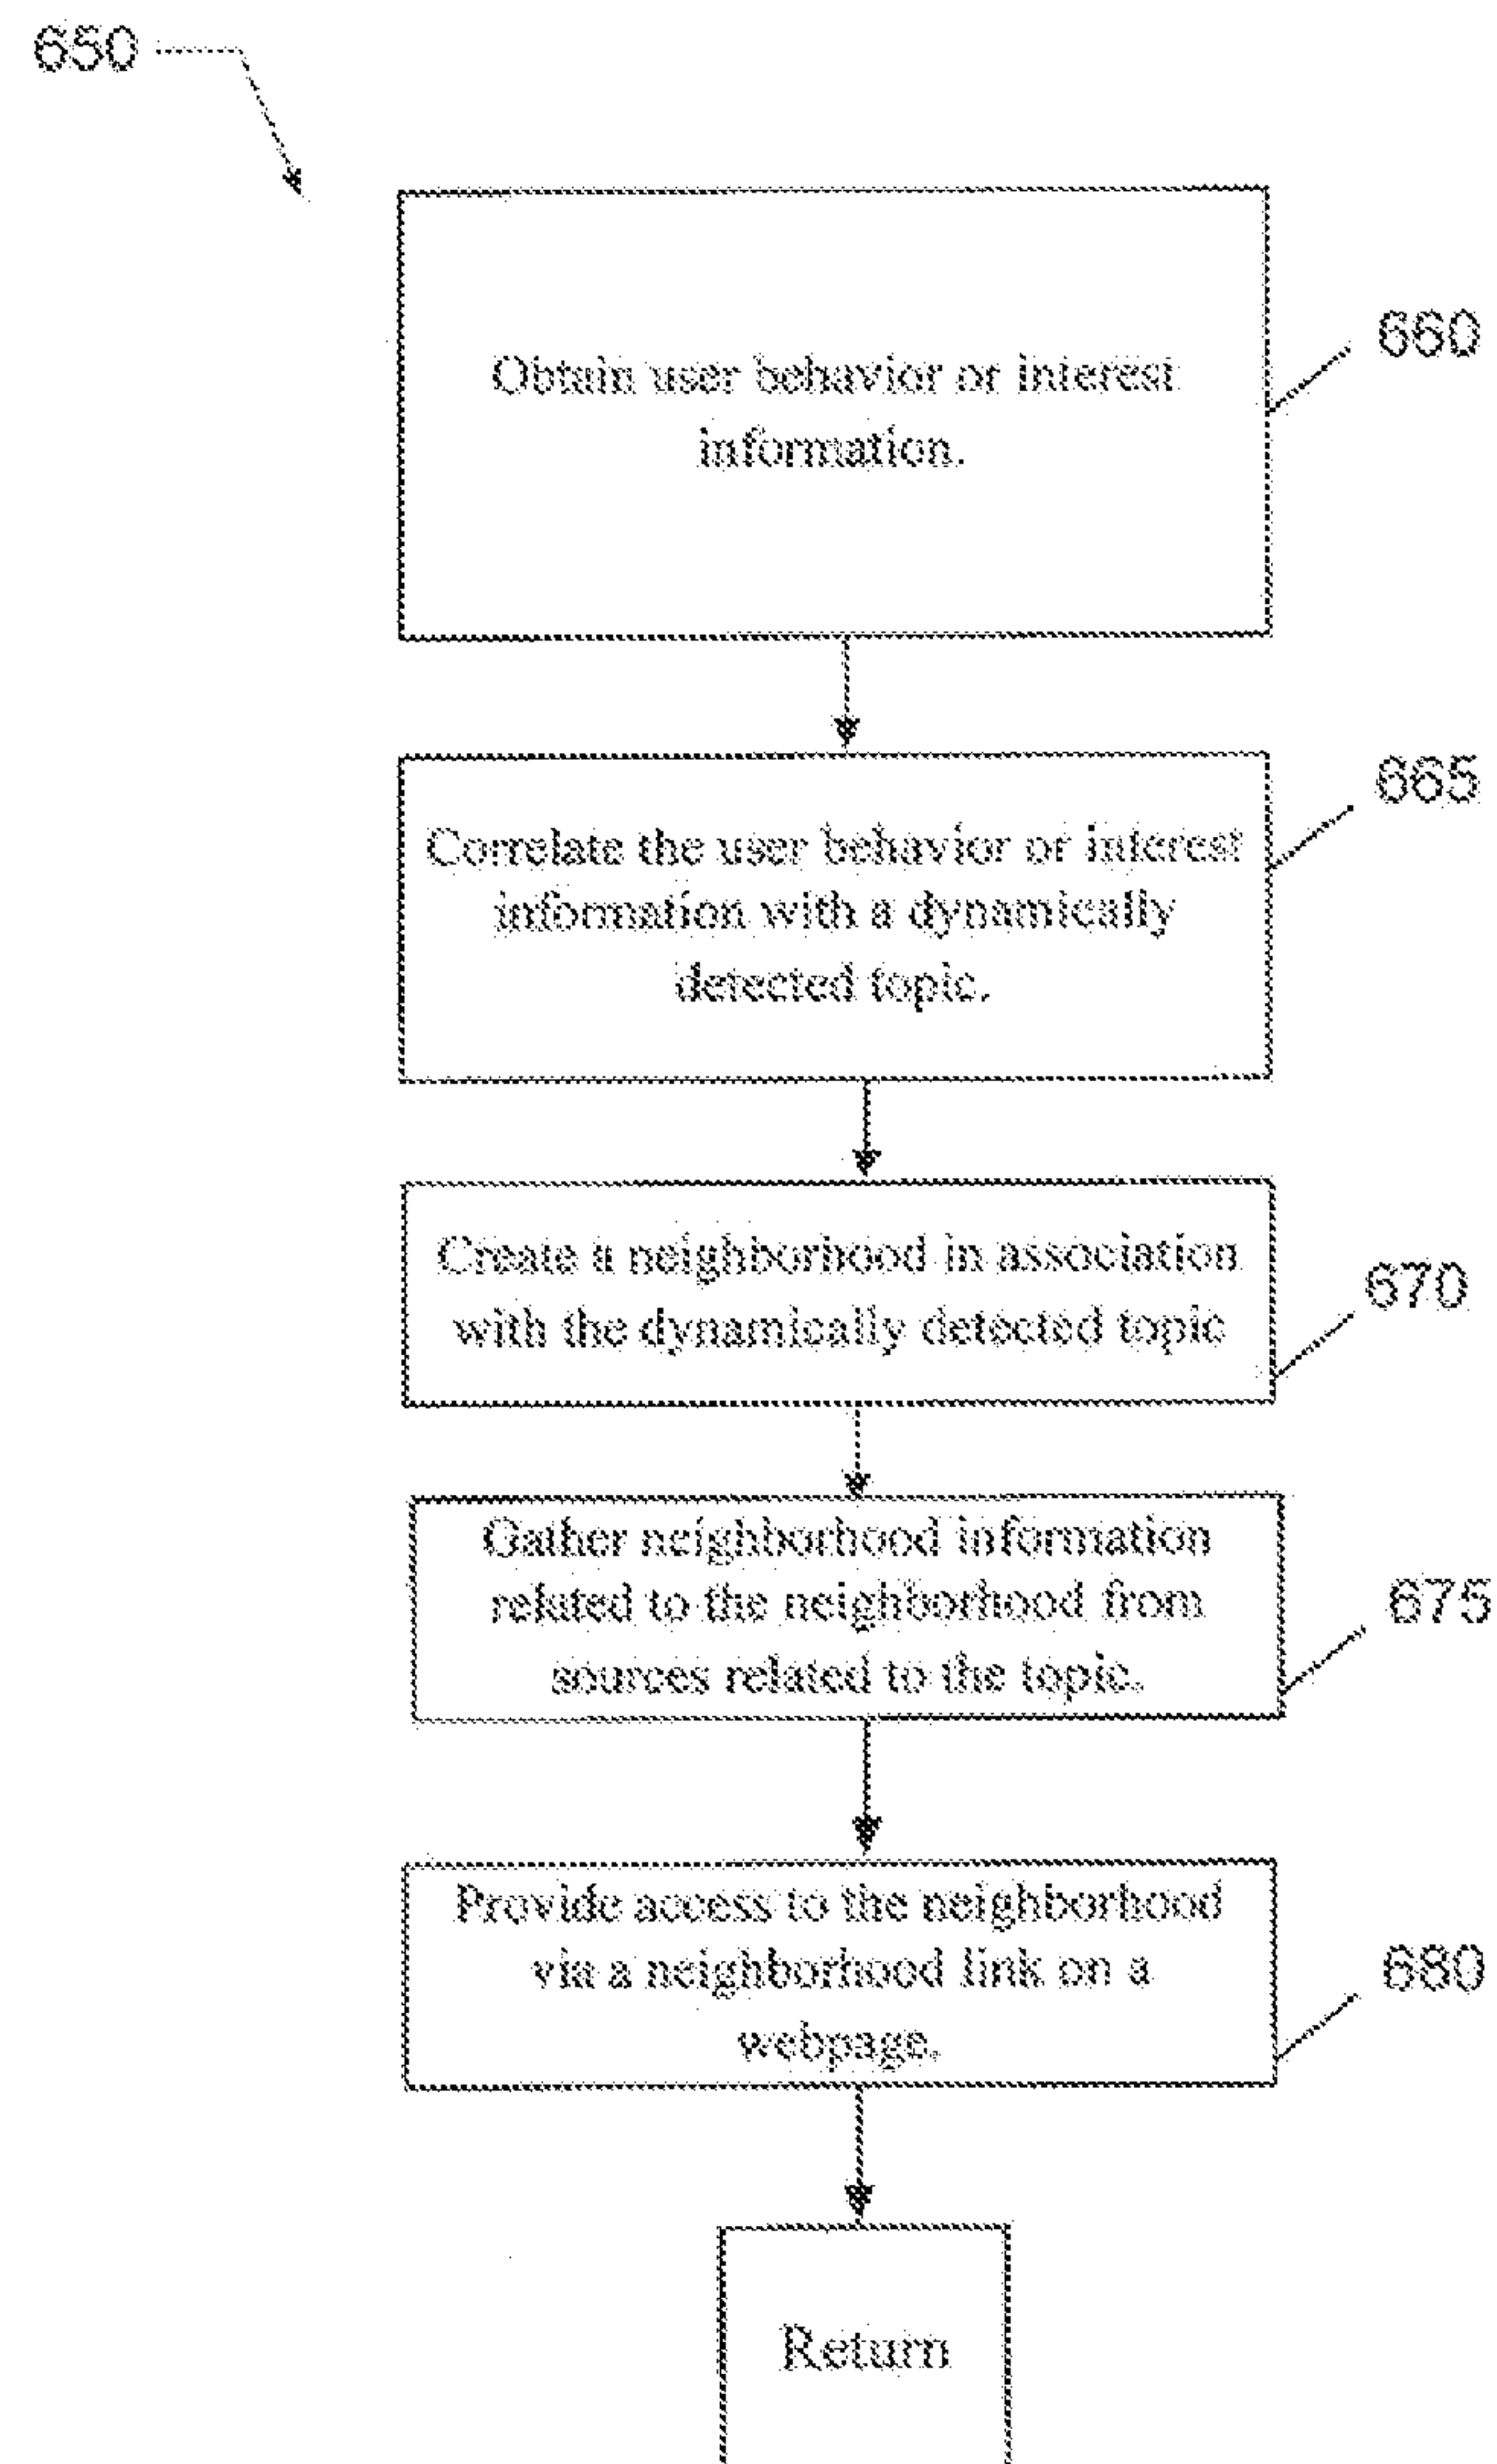 650
Obtain user behavior or interest
information.
660
Correlate the user behavior or interest
information with a dynamically
detected topic.
665
Create a neighborhood in association
with the dynamically detected topic
670
Gather neighborhood information
related to the neighborhood from
sources related to the topic.
675
Provide access to the neighborhood
via a neighborhood link on a
webpage.
680
Return